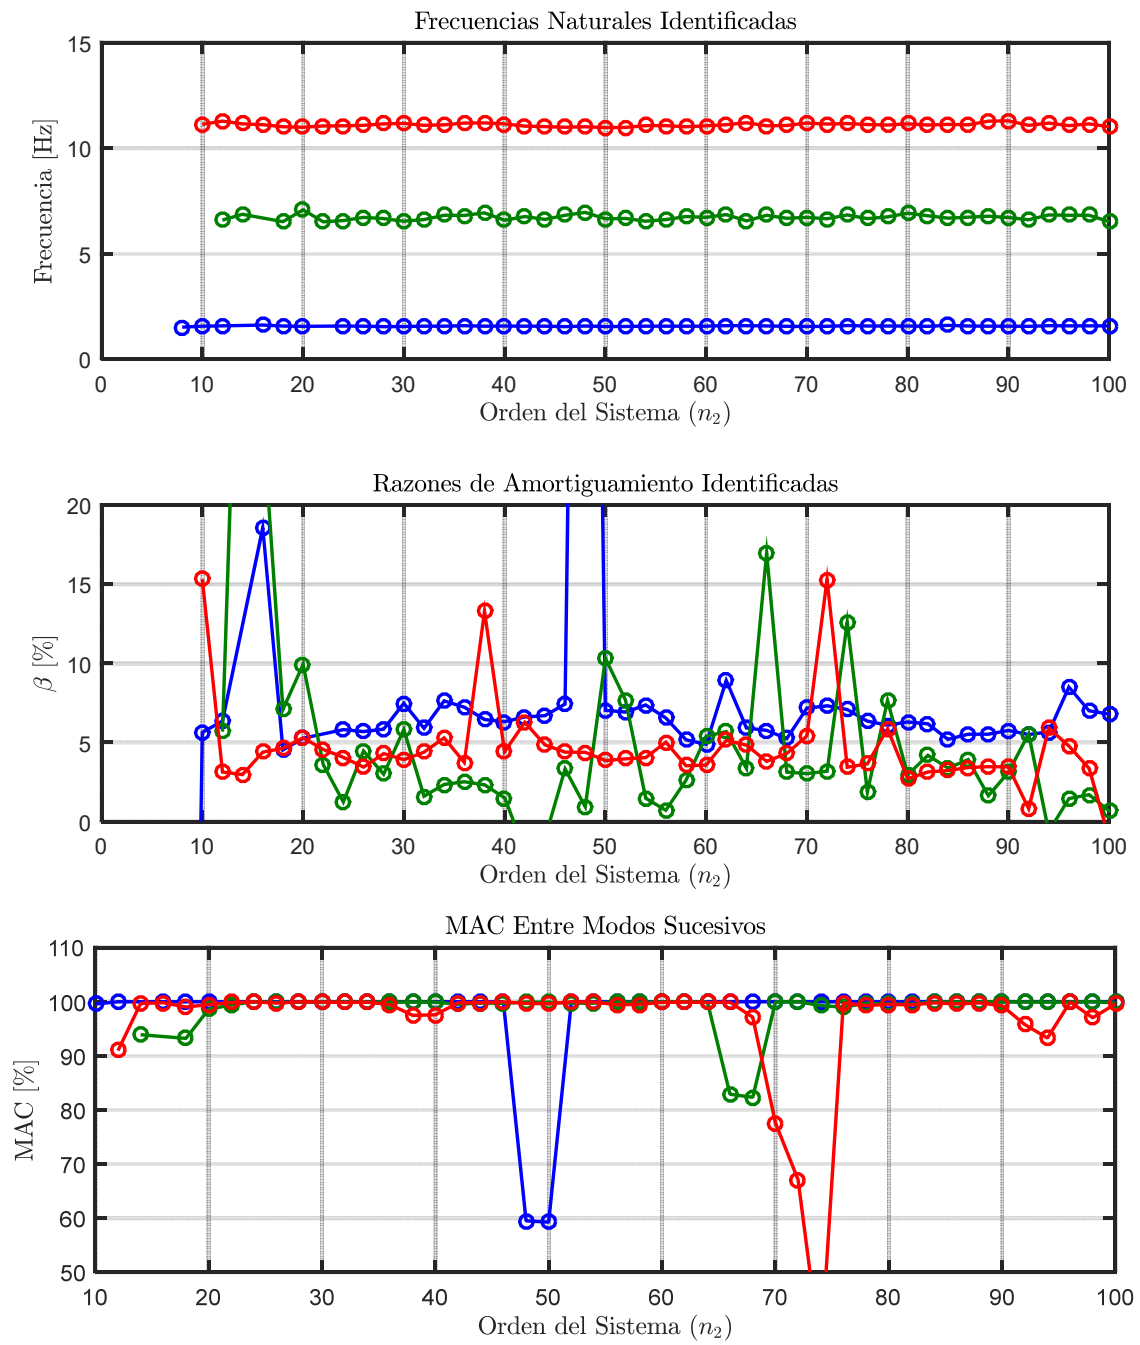 Frecuencias Naturales Identificadas
15
10
5
0
Frecuencia [Hz]
0 10 20 30 40 50 60 70 80 90 100
Orden del Sistema (n₂)
Razones de Amortiguamiento Identificadas
20
15
10
5
0
β [%]
0 10 20 30 40 50 60 70 80 90 100
Orden del Sistema (n₂)
MAC Entre Modos Sucesivos
110
100
90
80
70
60
50
MAC [%]
10 20 30 40 50 60 70 80 90 100
Orden del Sistema (n₂)